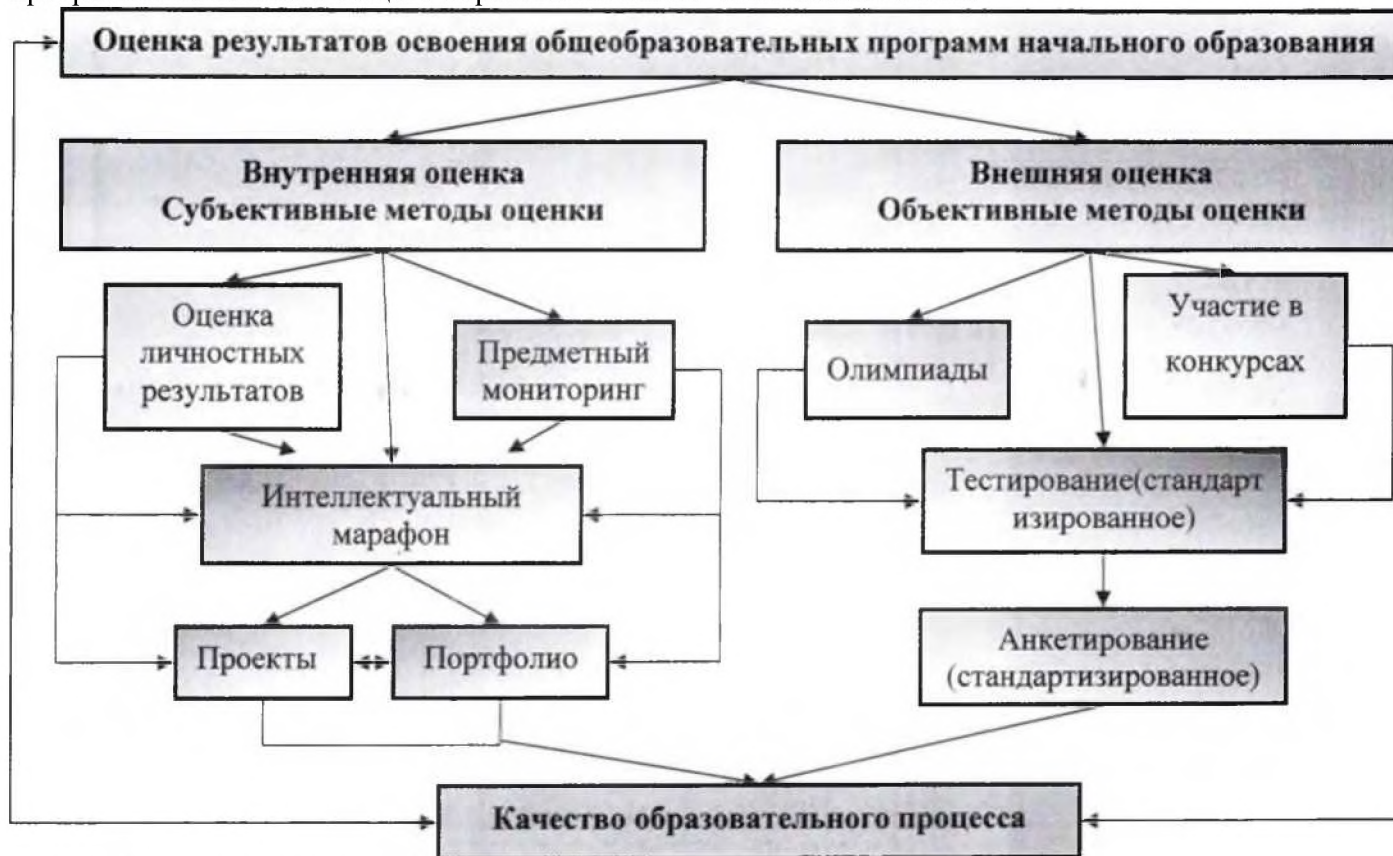 Оценка результатов освоения общеобразовательных программ начального образования
Внутренняя оценка
Субъективные методы оценки
Внешняя оценка
Объективные методы оценки
Оценка
личностных
результатов
Предметный
мониторинг
Олимпиады
Участие в
конкурсах
Интеллектуальный
марафон
Тестирование(стандарт
изированное)
Проекты
Портфолио
Анкетирование
(стандартизированное)
Качество образовательного процесса